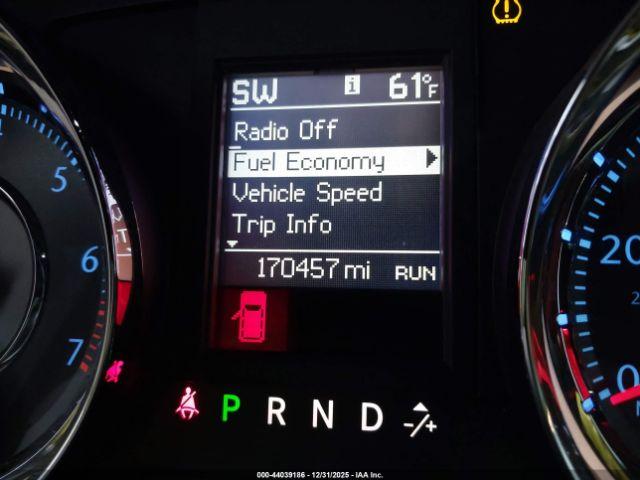 SW i 61°F
Radio Off
Fuel Economy
Vehicle Speed
Trip Info
170457 mi RUN
5
6
7
20
0
P R N D -/+
000-44039186 - 12/31/2025 - IAA Inc.